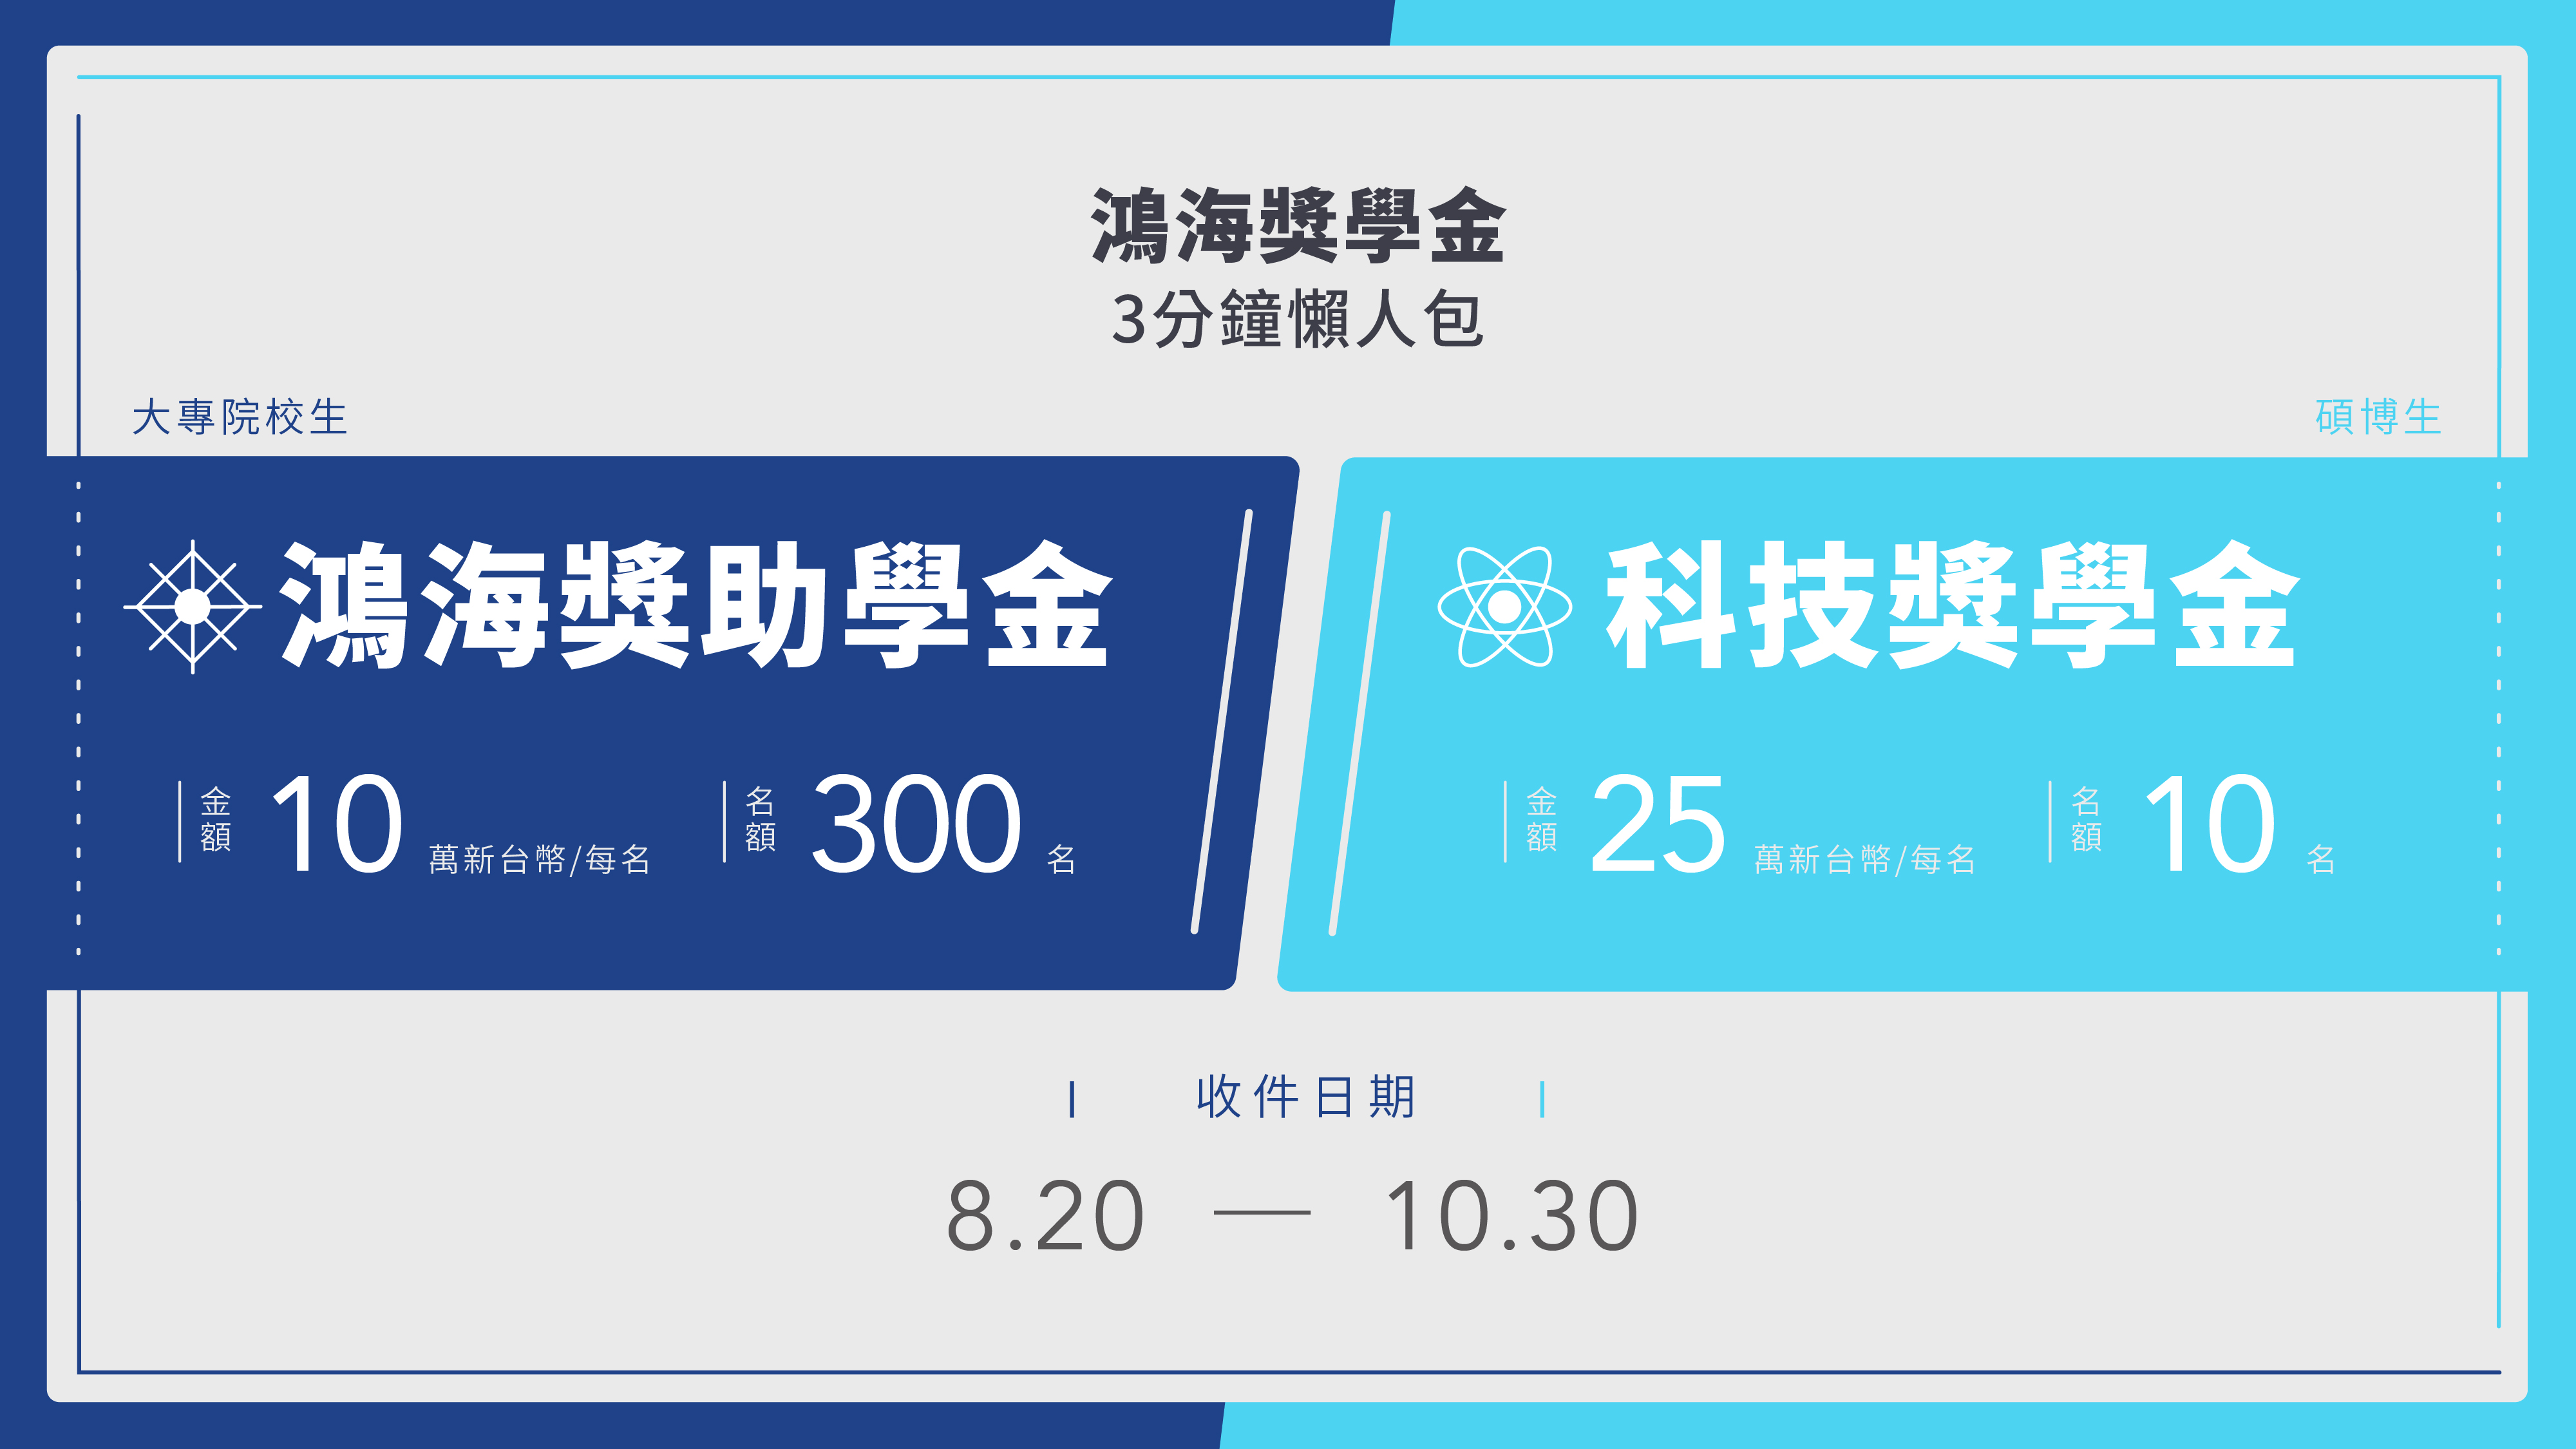 鴻海獎學金
3分鐘懶人包
大專院校生
碩博生
鴻海獎助學金
金額 10 萬新台幣/每名 名額 300 名
科技獎學金
金額 25 萬新台幣/每名 名額 10 名
收件日期
8.20 — 10.30